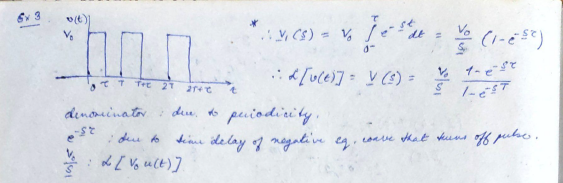 Ex 3
v(t)
V₀
0 τ T T+τ 2T 2T+τ t
* ∴ V₁(s) = V₀ ∫₀₋^τ e^{-sτ} dt = V₀/s (1-e^{-sτ})
∴ L[v(t)] = V(s) = V₀/s (1-e^{-sτ})/(1-e^{-sT})
denominator : due to periodicity.
e^{-sτ} : due to time delay of negative eq. wave that turns off pulse.
V₀/s : L[V₀ u(t)]